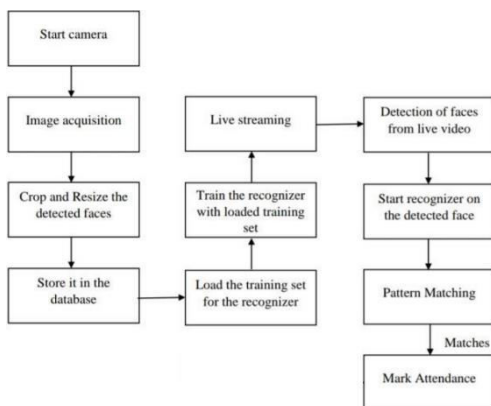 Start camera
Image acquisition
Crop and Resize the
detected faces
Store it in the
database
Load the training set
for the recognizer
Train the recognizer
with loaded training
set
Live streaming
Detection of faces
from live video
Start recognizer on
the detected face
Pattern Matching
Matches
Mark Attendance